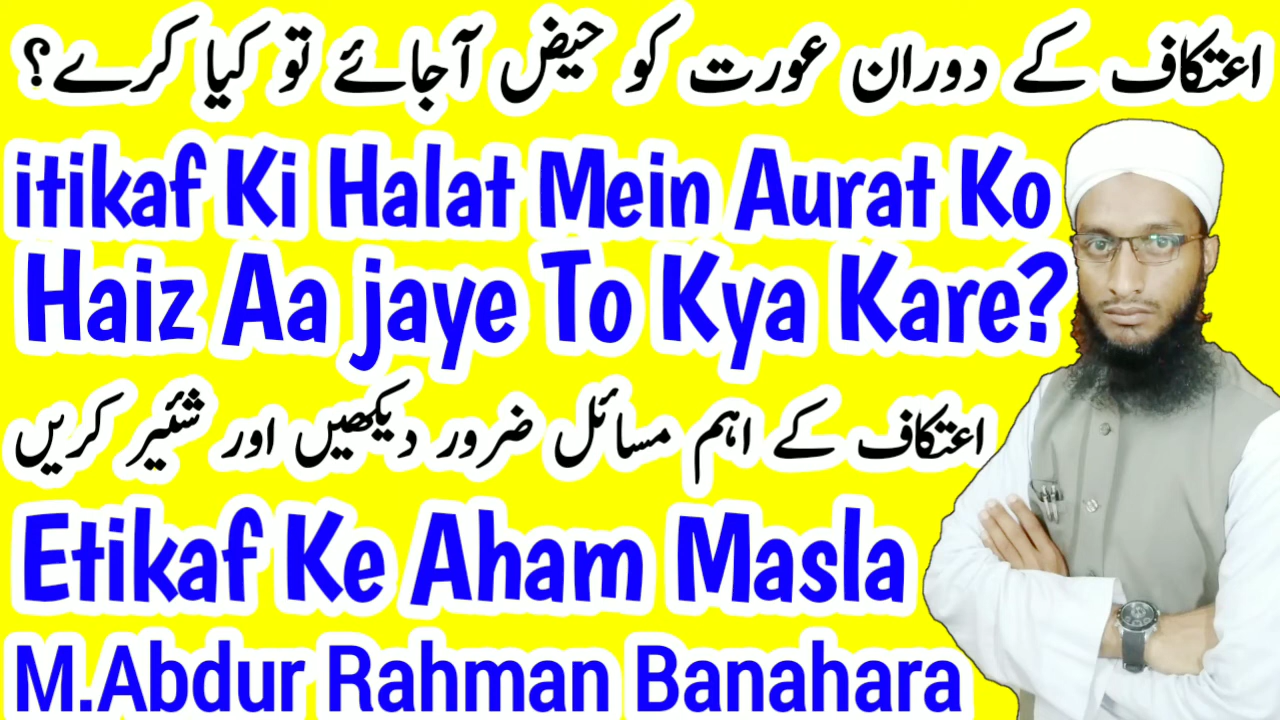 اعتکاف کے دوران عورت کو حیض آجائے تو کیا کرے؟
itikaf Ki Halat Mein Aurat Ko
Haiz Aa jaye To Kya Kare?
اعتکاف کے اہم مسائل ضرور دیکھیں اور شئیر کریں
Etikaf Ke Aham Masla
M.Abdur Rahman Banahara